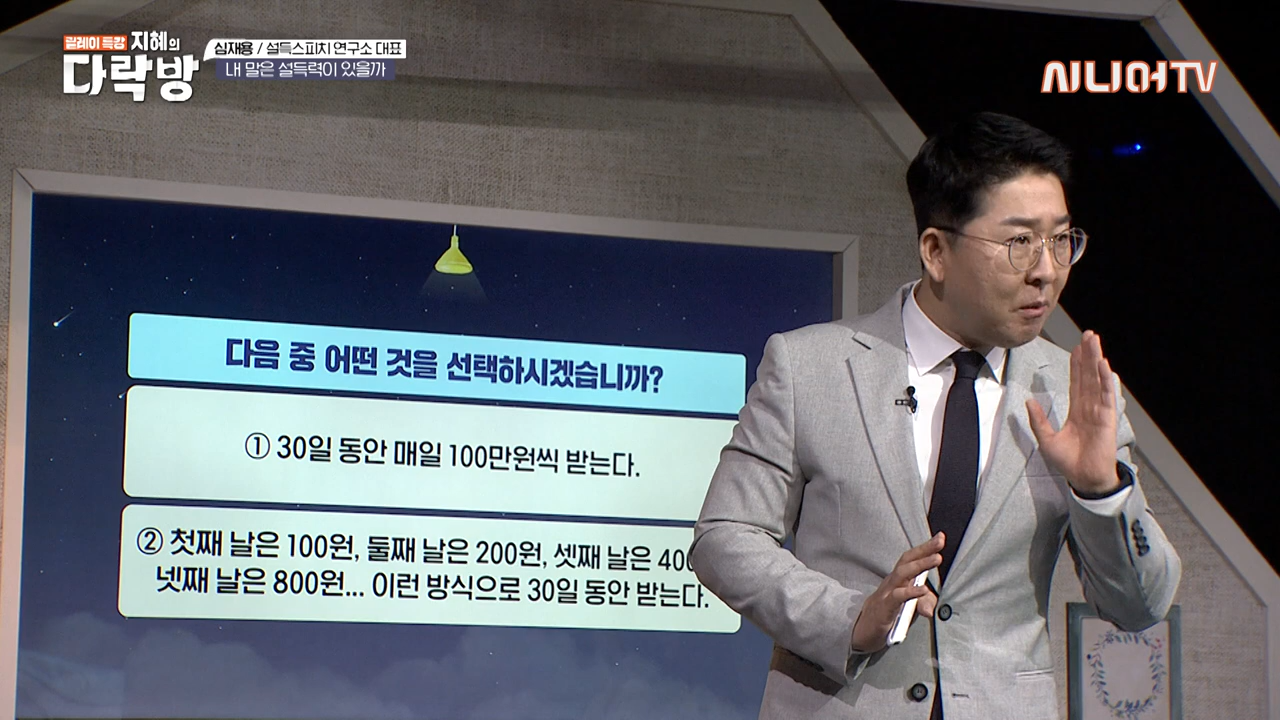 릴레이 특강 지혜의
다락방
심재용 / 설득스피치 연구소 대표
내 말은 설득력이 있을까
시니어TV
다음 중 어떤 것을 선택하시겠습니까?
① 30일 동안 매일 100만원씩 받는다.
② 첫째 날은 100원, 둘째 날은 200원, 셋째 날은 400
넷째 날은 800원... 이런 방식으로 30일 동안 받는다.